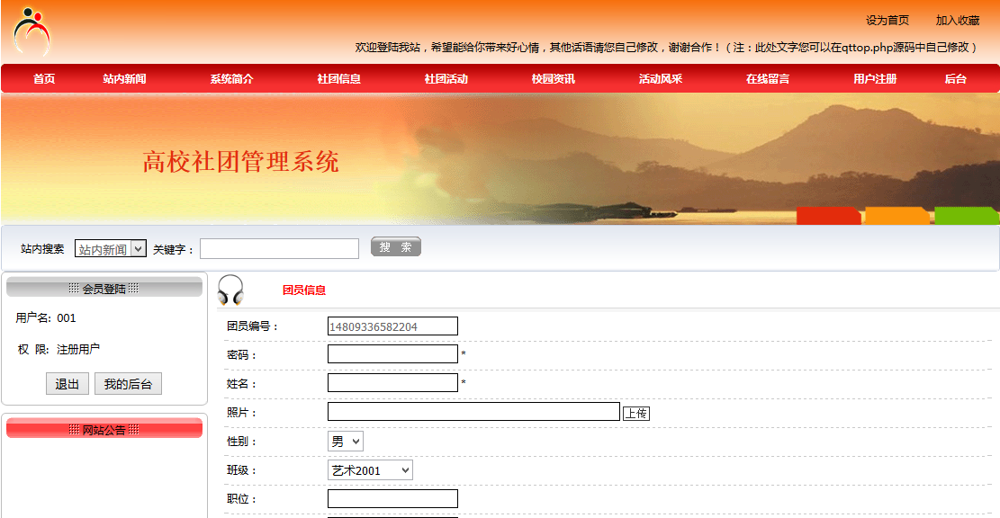 设为首页 加入收藏
欢迎登陆我站，希望能给你带来好心情，其他话语请您自己修改，谢谢合作！（注：此处文字您可以在qttop.php源码中自己修改）
首页 站内新闻 系统简介 社团信息 社团活动 校园资讯 活动风采 在线留言 用户注册 后台
高校社团管理系统
站内搜索 站内新闻 关键字： 搜 索
会员登陆
用户名: 001
权 限: 注册用户
退出 我的后台
网站公告
团员信息
团员编号： 14809336582204
密码： *
姓名： *
照片： 上传
性别： 男
班级： 艺术2001
职位：